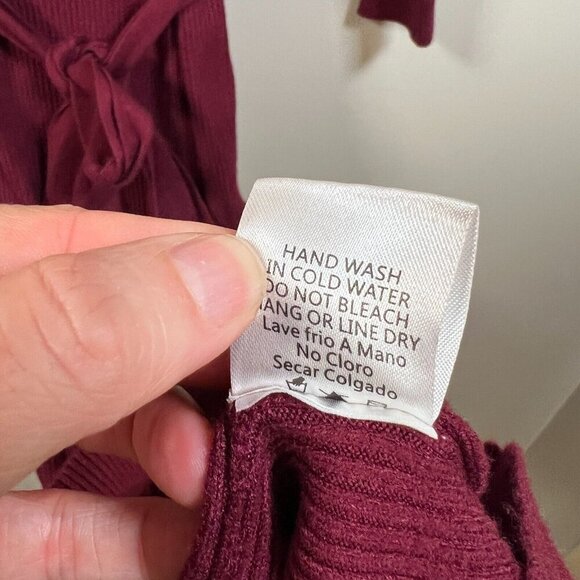 HAND WASH
IN COLD WATER
DO NOT BLEACH
HANG OR LINE DRY
Lave frio A Mano
No Cloro
Secar Colgado